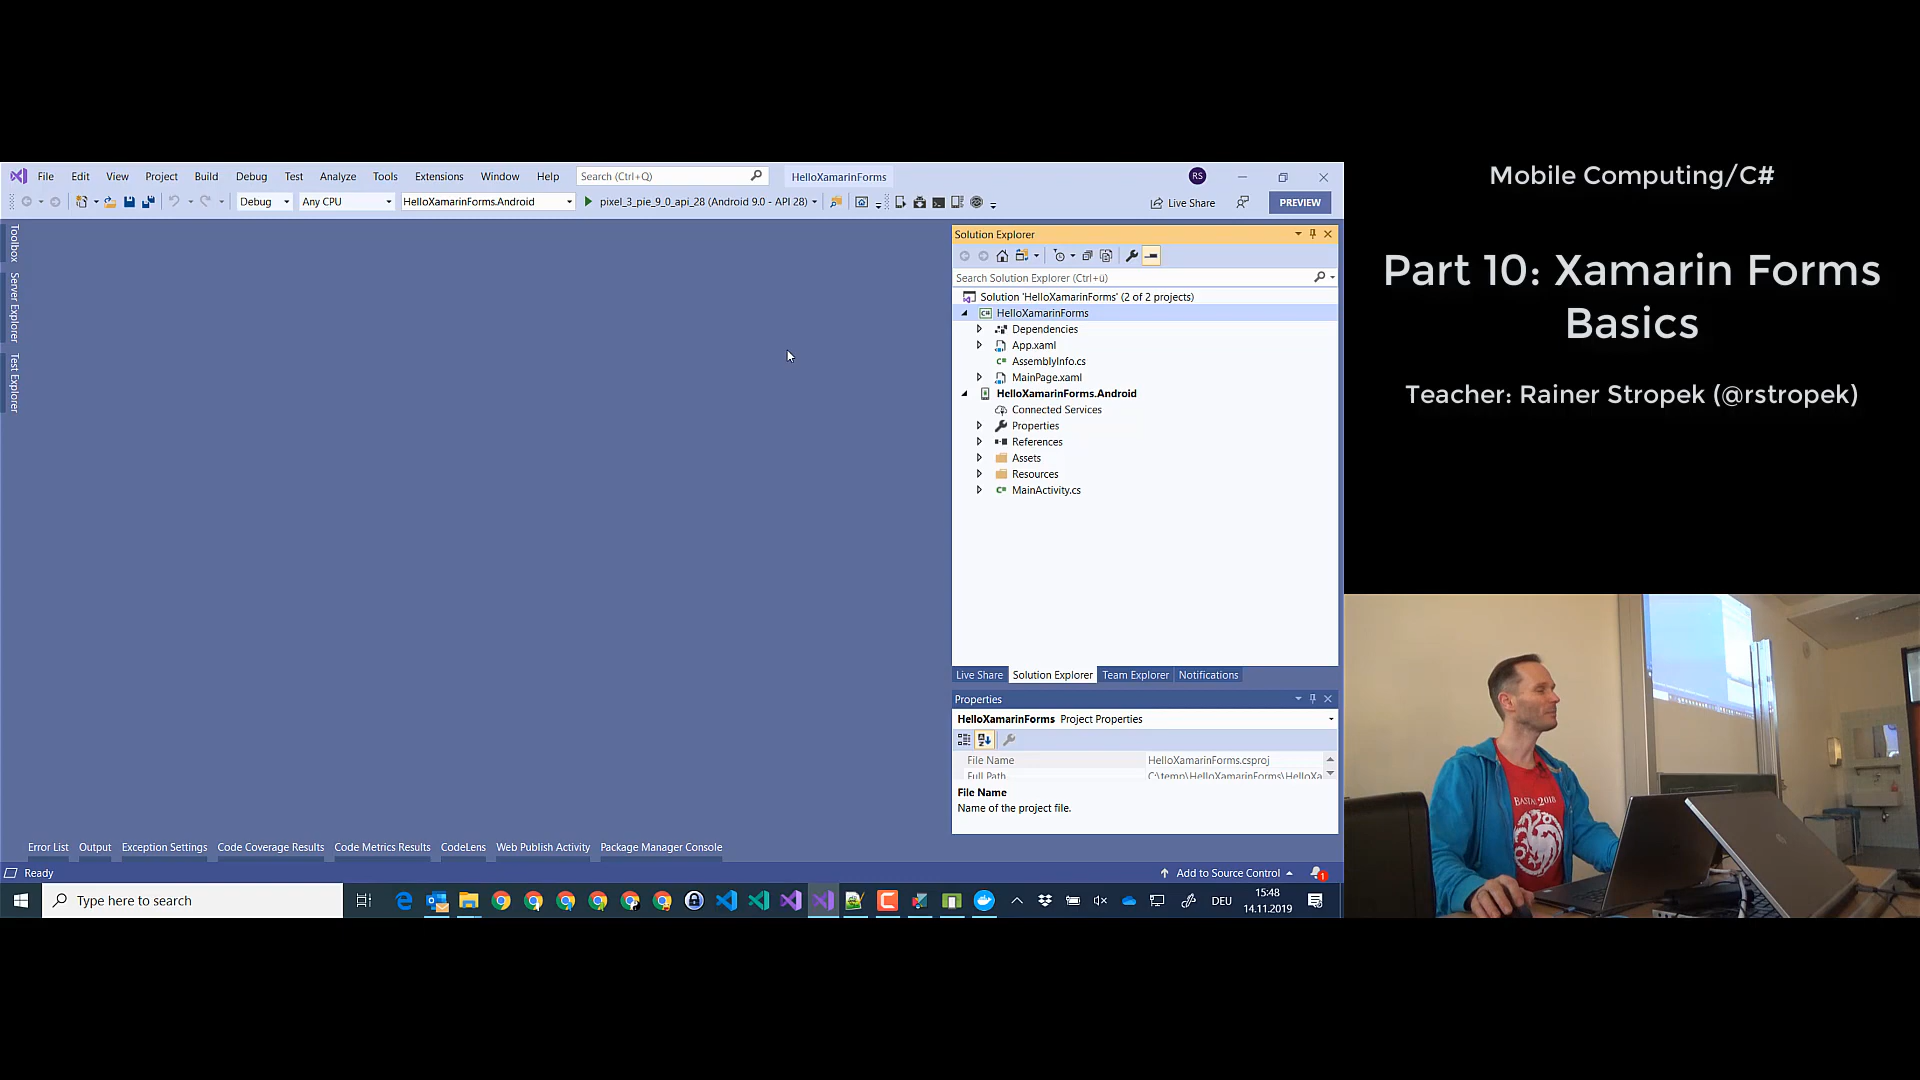 File Edit View Project Build Debug Test Analyze Tools Extensions Window Help Search (Ctrl+Q) HelloXamarinForms RS
Debug Any CPU HelloXamarinForms.Android pixel_3_pie_9_0_api_28 (Android 9.0 - API 28) Live Share PREVIEW
Toolbox
Server Explorer
Test Explorer
Solution Explorer
Search Solution Explorer (Ctrl+ü)
Solution 'HelloXamarinForms' (2 of 2 projects)
HelloXamarinForms
Dependencies
App.xaml
AssemblyInfo.cs
MainPage.xaml
HelloXamarinForms.Android
Connected Services
Properties
References
Assets
Resources
MainActivity.cs
Live Share Solution Explorer Team Explorer Notifications
Properties
HelloXamarinForms Project Properties
File Name HelloXamarinForms.csproj
Full Path C:\temp\HelloXamarinForms\HelloXa
File Name
Name of the project file.
Error List Output Exception Settings Code Coverage Results Code Metrics Results CodeLens Web Publish Activity Package Manager Console
Ready Add to Source Control 1
Type here to search DEU 15:48
14.11.2019
Mobile Computing/C#
Part 10: Xamarin Forms
Basics
Teacher: Rainer Stropek (@rstropek)
BASTA! 2018